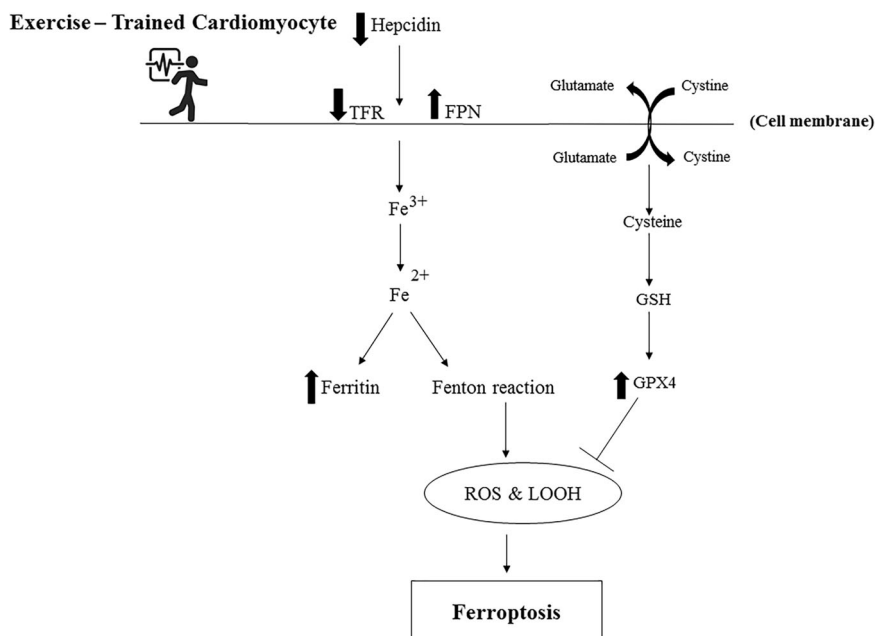 Exercise – Trained Cardiomyocyte
Hepcidin
TFR
FPN
Glutamate
Cystine
(Cell membrane)
Glutamate
Cystine
Fe3+
Cysteine
Fe2+
GSH
Ferritin
Fenton reaction
GPX4
ROS & LOOH
Ferroptosis